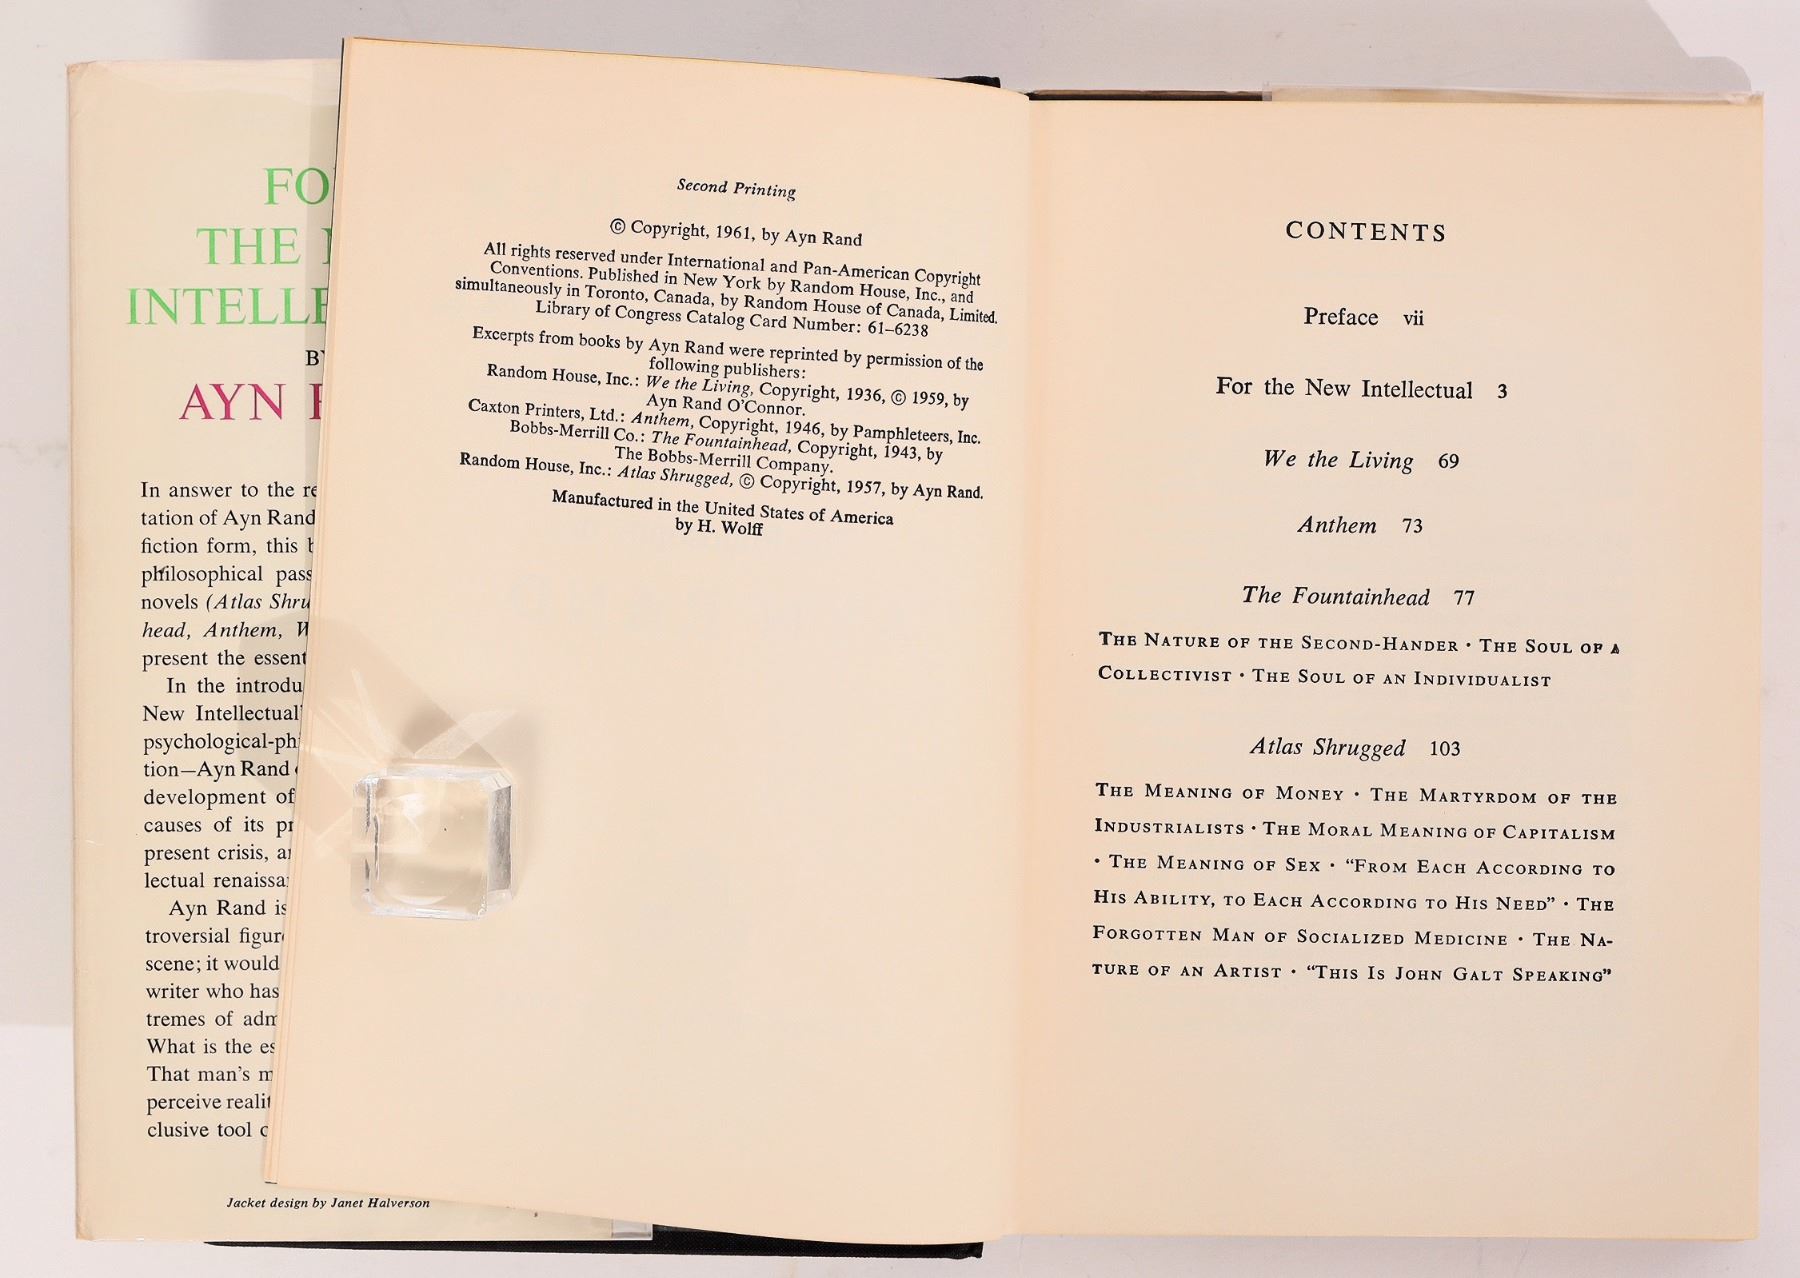 FO
THE
INTELLE
BY
AYN
In answer to the re
tation of Ayn Rand
fiction form, this b
philosophical pass
novels (Atlas Shru
head, Anthem, W
present the essent
In the introdu
New Intellectual"
psychological-phi
tion—Ayn Rand
development of
causes of its pr
present crisis, a
lectual renaissa
Ayn Rand is
troversial figur
scene; it would
writer who has
tremes of adm
What is the es
That man's m
perceive realit
clusive tool o
Jacket design by Janet Halverson
Second Printing
© Copyright, 1961, by Ayn Rand
All rights reserved under International and Pan-American Copyright
Conventions. Published in New York by Random House, Inc., and
simultaneously in Toronto, Canada, by Random House of Canada, Limited.
Library of Congress Catalog Card Number: 61–6238
Excerpts from books by Ayn Rand were reprinted by permission of the
following publishers:
Random House, Inc.: We the Living, Copyright, 1936, © 1959, by
Ayn Rand O'Connor.
Caxton Printers, Ltd.: Anthem, Copyright, 1946, by Pamphleteers, Inc.
Bobbs-Merrill Co.: The Fountainhead, Copyright, 1943, by
The Bobbs-Merrill Company.
Random House, Inc.: Atlas Shrugged, © Copyright, 1957, by Ayn Rand.
Manufactured in the United States of America
by H. Wolff
CONTENTS
Preface vii
For the New Intellectual 3
We the Living 69
Anthem 73
The Fountainhead 77
THE NATURE OF THE SECOND-HANDER • THE SOUL OF A
COLLECTIVIST • THE SOUL OF AN INDIVIDUALIST
Atlas Shrugged 103
THE MEANING OF MONEY • THE MARTYRDOM OF THE
INDUSTRIALISTS • THE MORAL MEANING OF CAPITALISM
• THE MEANING OF SEX • "FROM EACH ACCORDING TO
HIS ABILITY, TO EACH ACCORDING TO HIS NEED" • THE
FORGOTTEN MAN OF SOCIALIZED MEDICINE • THE NA-
TURE OF AN ARTIST • "THIS IS JOHN GALT SPEAKING"